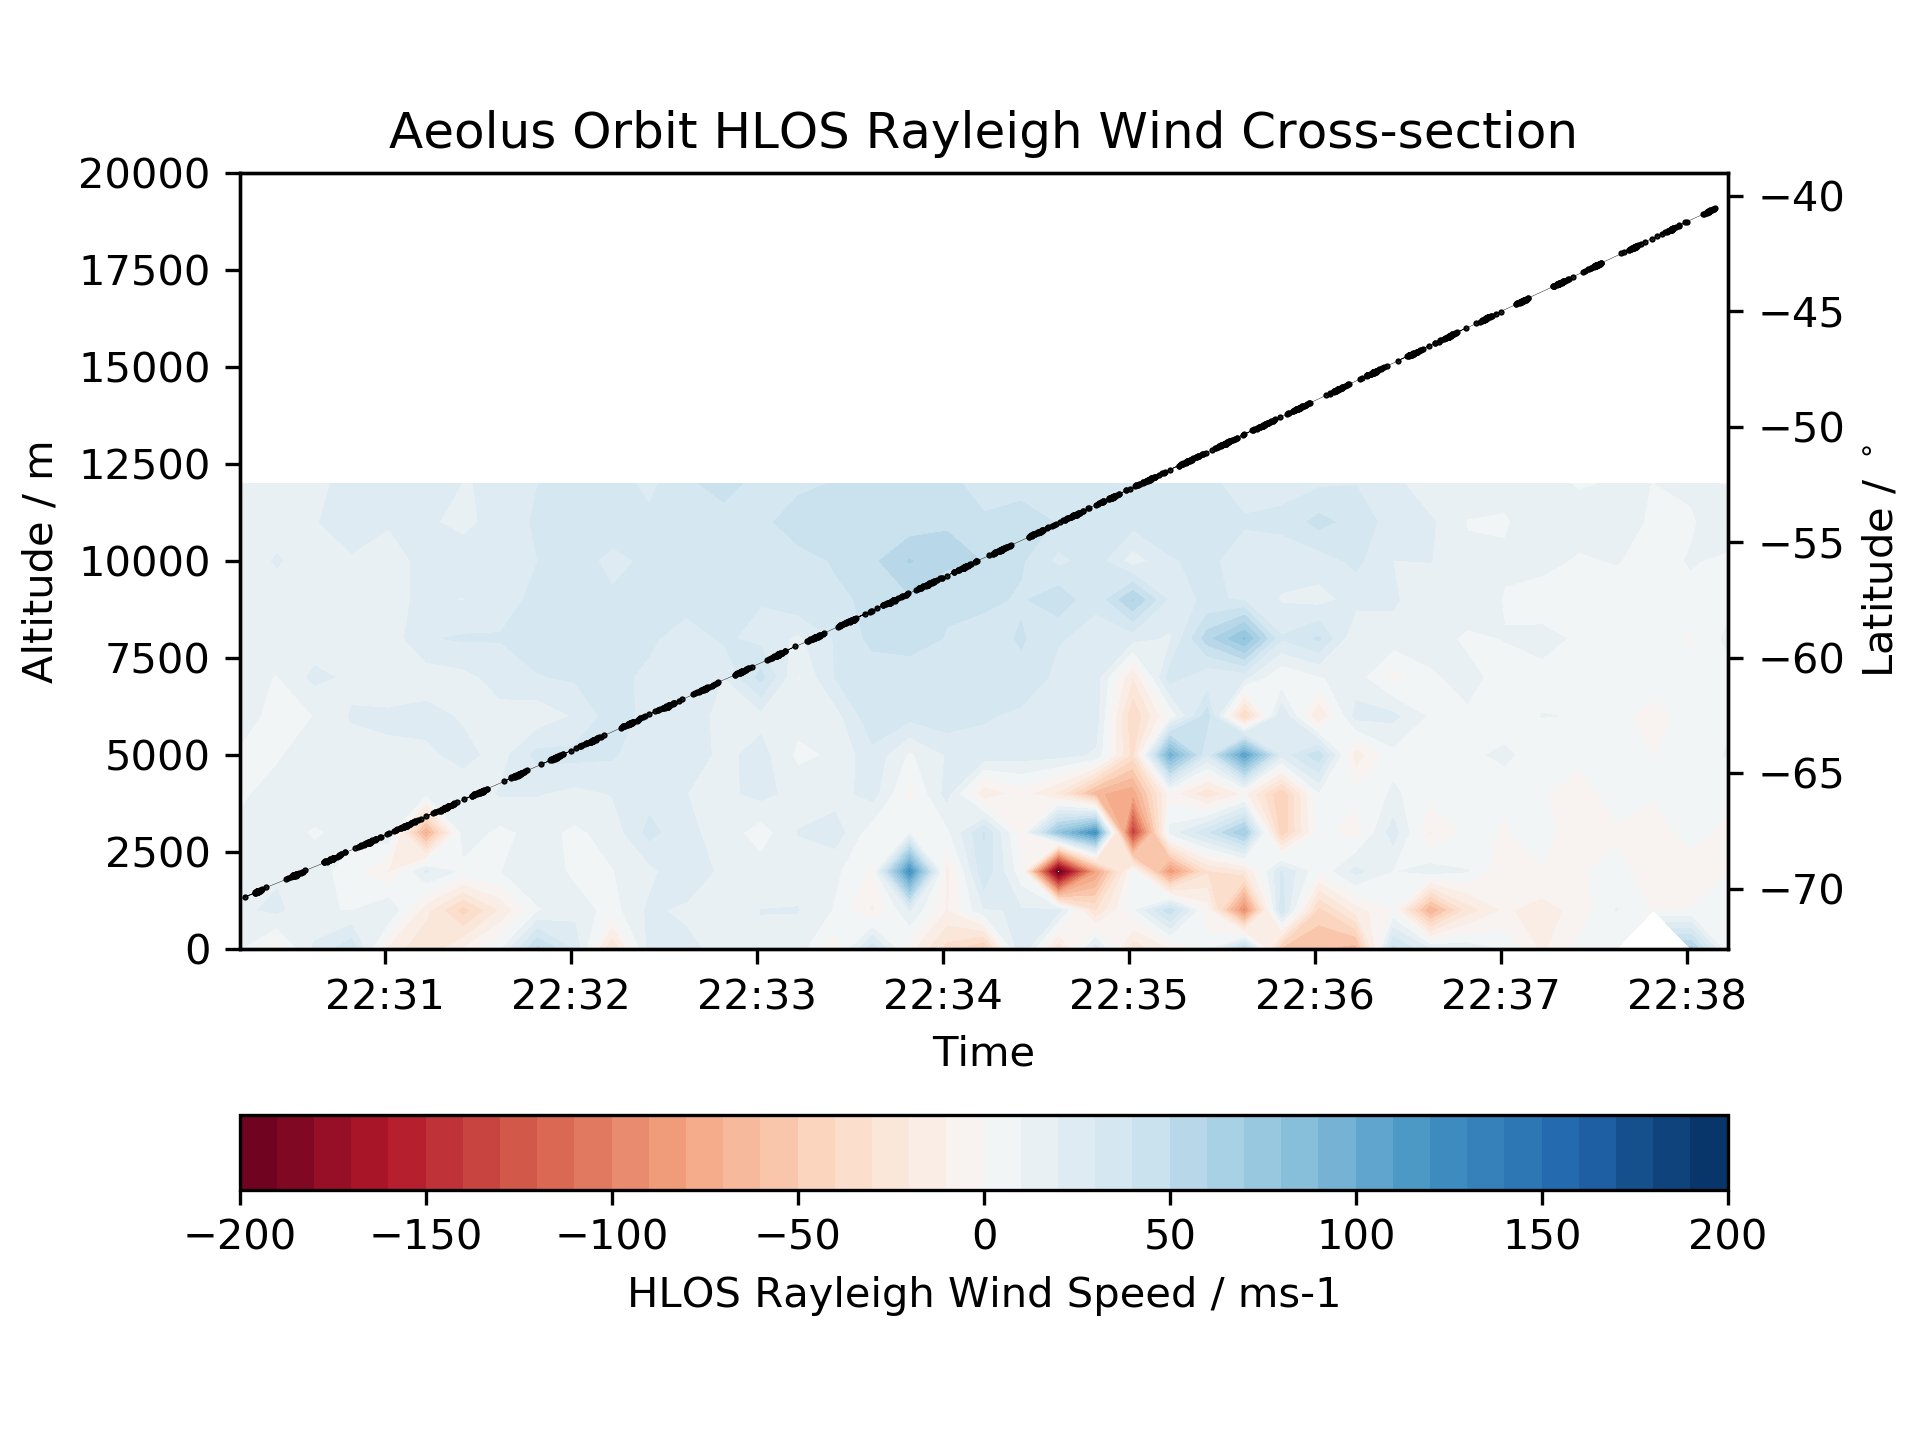 Aeolus Orbit HLOS Rayleigh Wind Cross-section
20000
17500
15000
12500
10000
7500
5000
2500
0
Altitude / m
−40
−45
−50
−55
−60
−65
−70
Latitude / °
22:31 22:32 22:33 22:34 22:35 22:36 22:37 22:38
Time
−200 −150 −100 −50 0 50 100 150 200
HLOS Rayleigh Wind Speed / ms-1